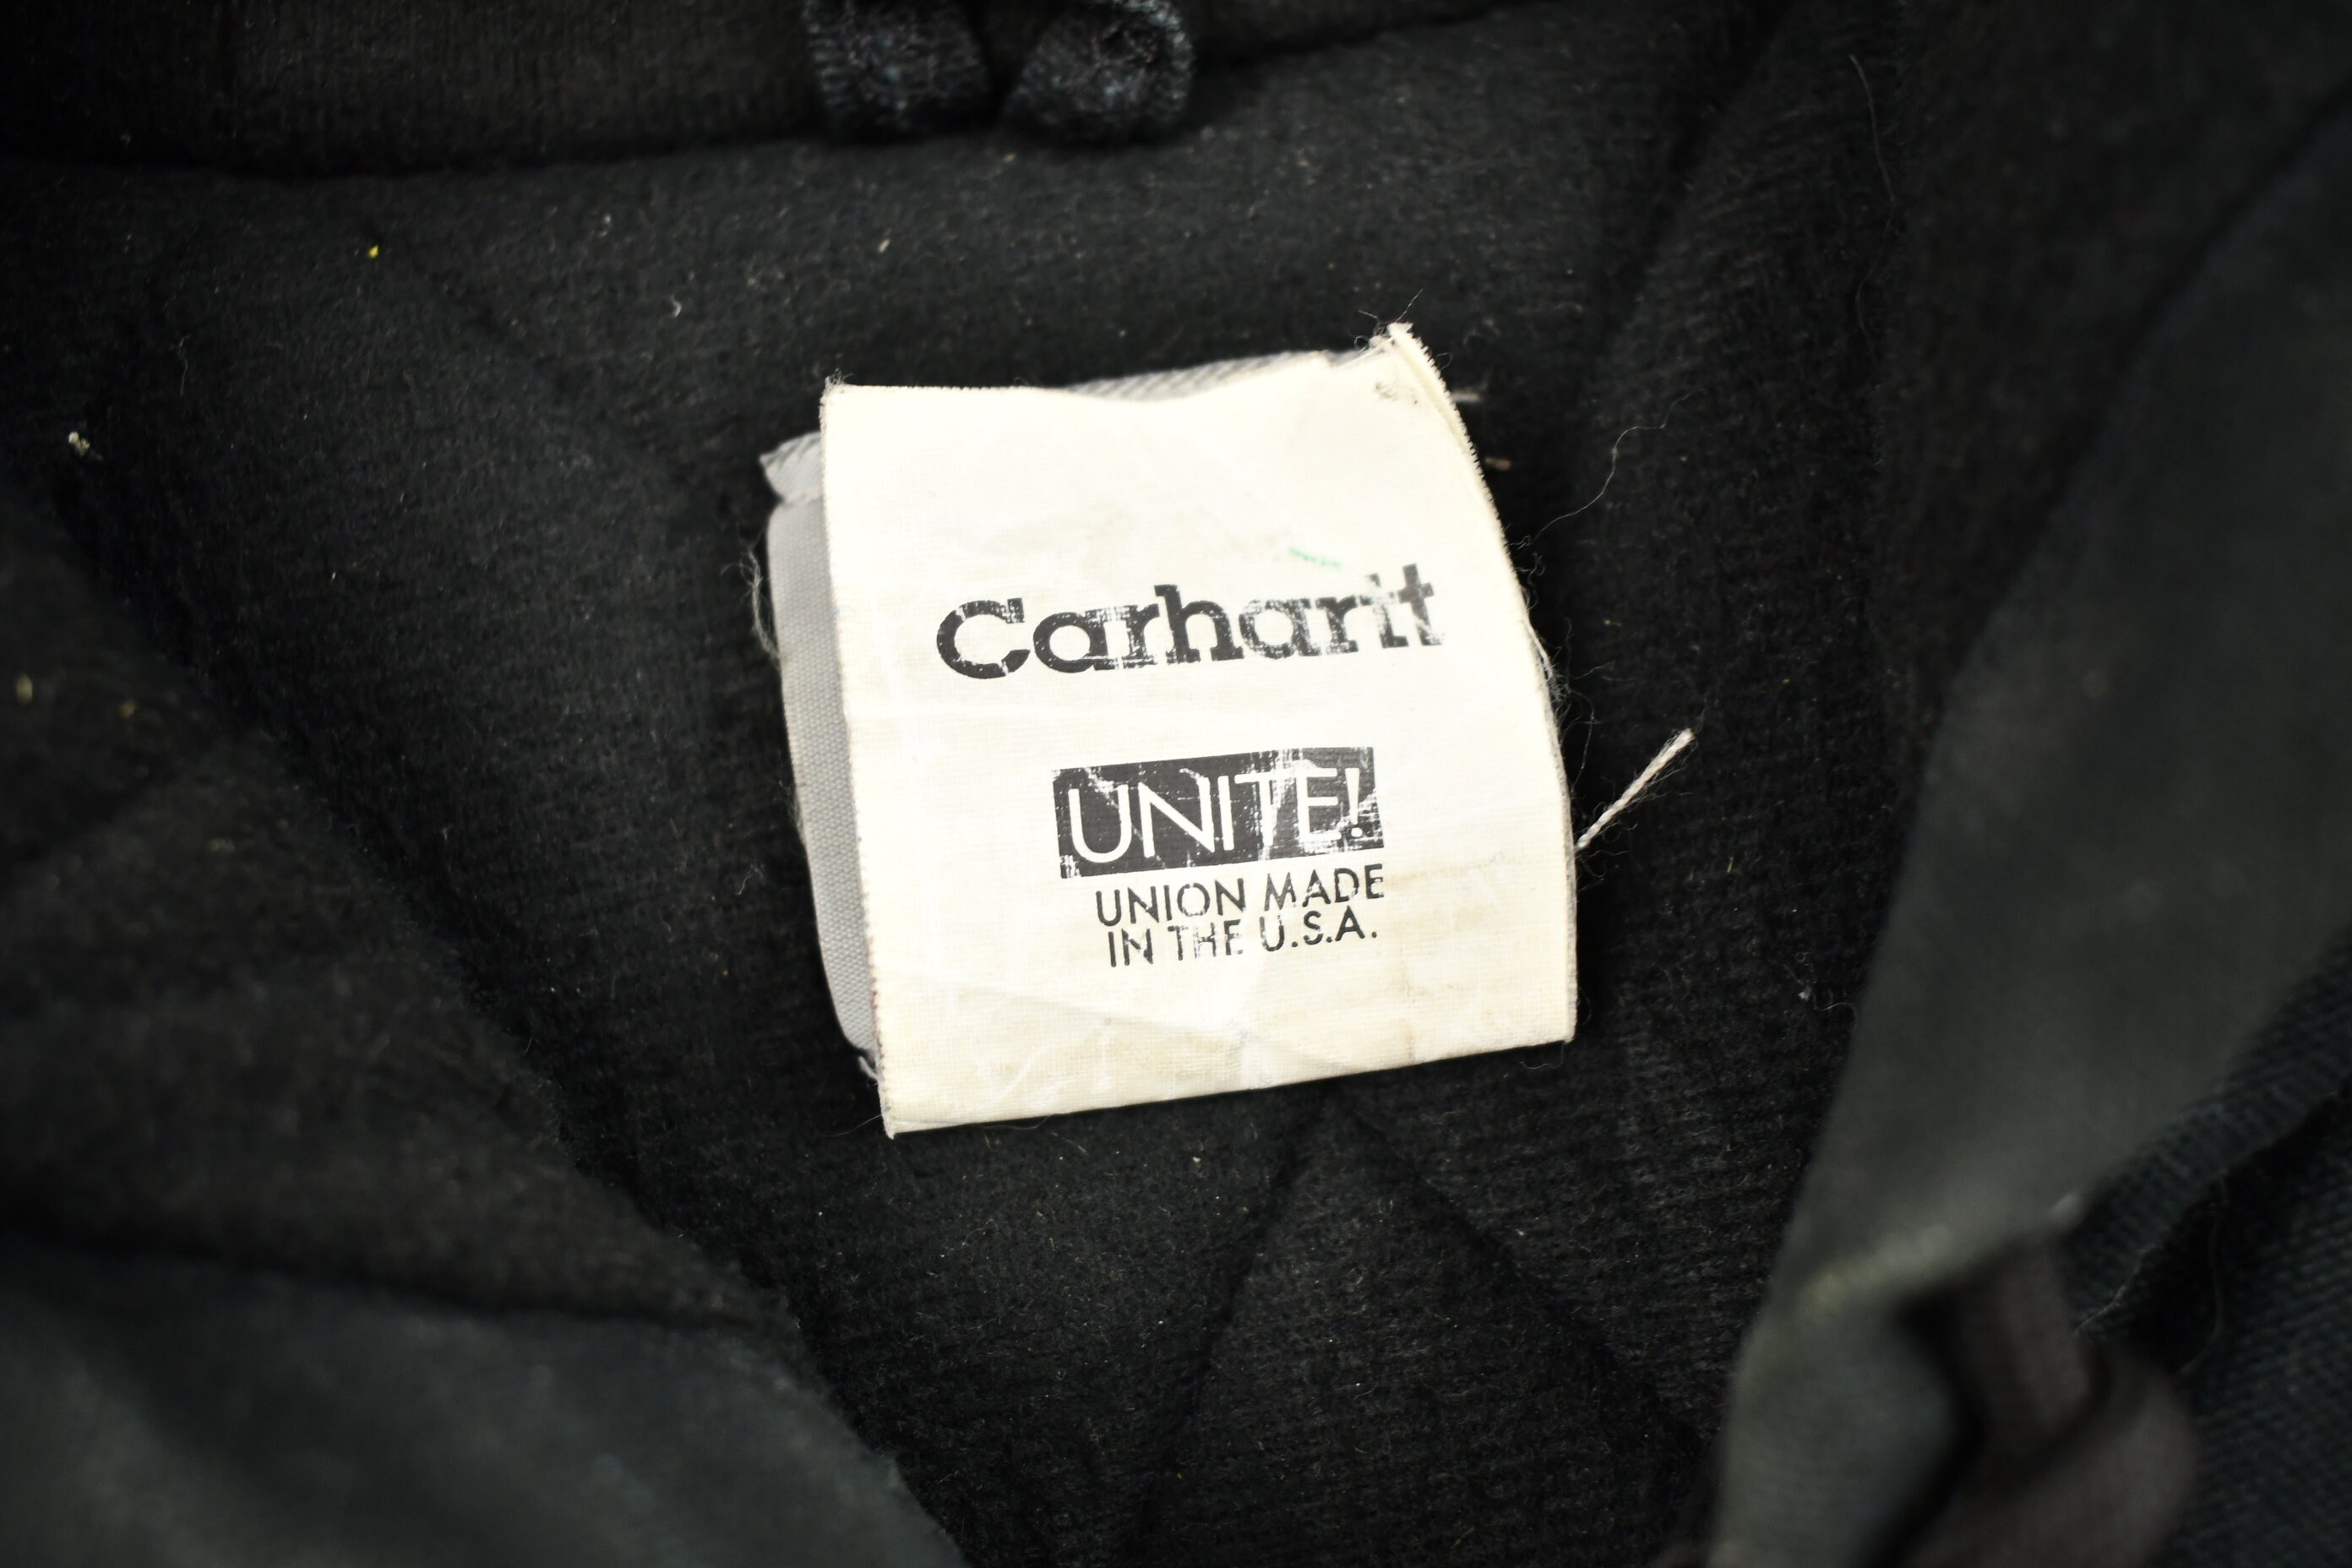 Carhartt
UNITE!
UNION MADE
IN THE U.S.A.